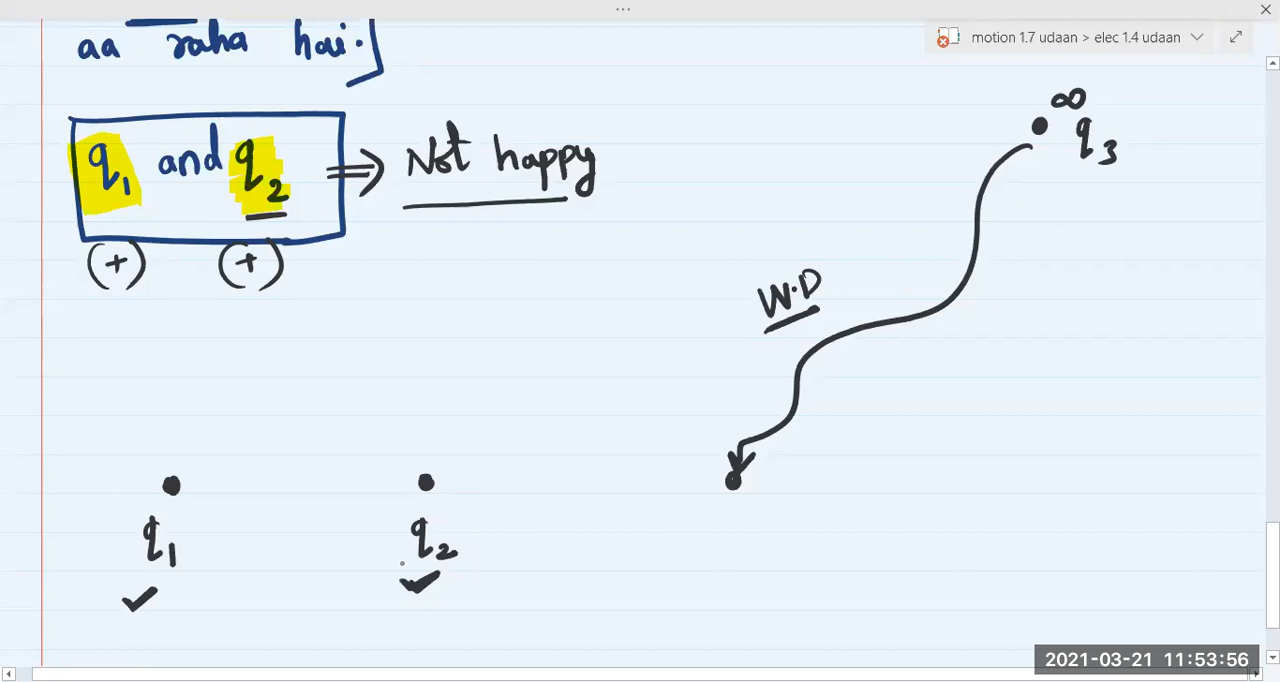 motion 1.7 udaan > elec 1.4 udaan
aa raha hai.]
∞
q3
q1 and q2 ⇒ Not happy
(+) (+)
W.D
q1 q2
2021-03-21 11:53:56